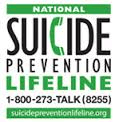 NATIONAL
SUICIDE
PREVENTION
LIFELINE
1-800-273-TALK (8255)
suicidepreventionlifeline.org